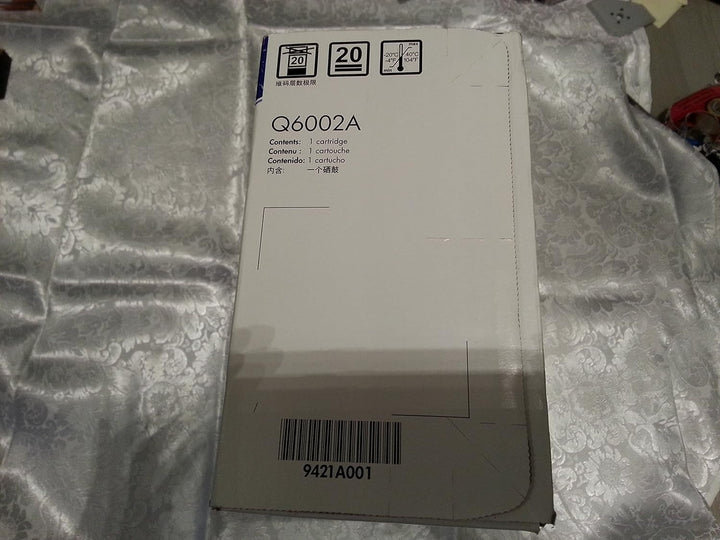 20
20
max
-20°C
40°C
-4°F
104°F
堆码层数极限
Q6002A
Contents: 1 cartridge
Contenu : 1 cartouche
Contenido: 1 cartucho
内含: 一个硒鼓
9421A001